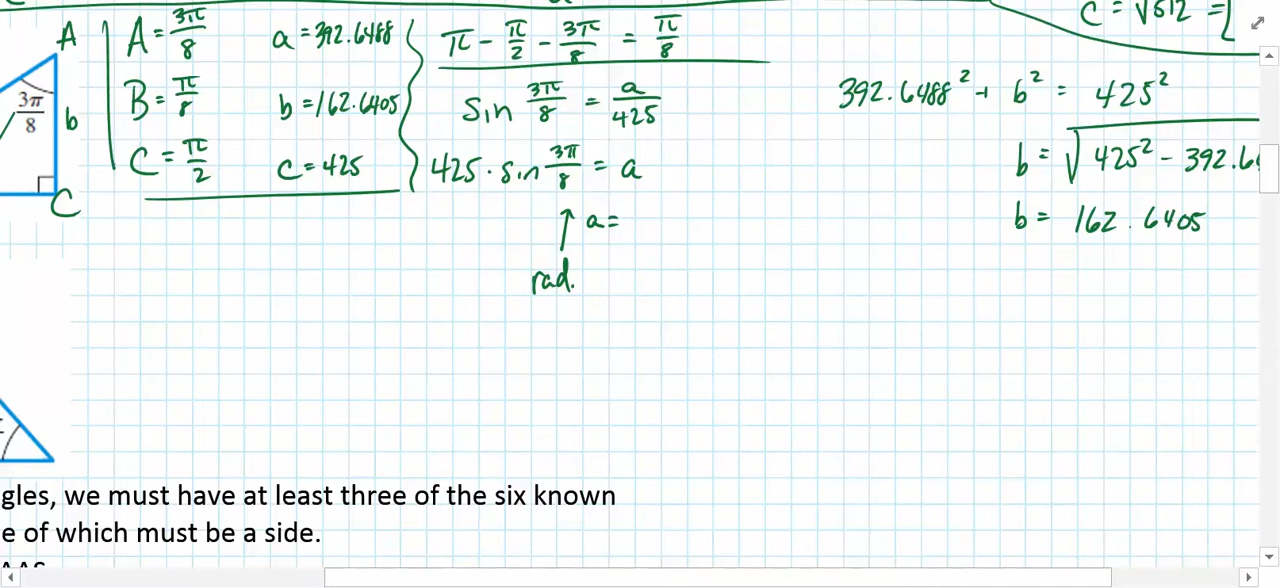 C = √512 =
A
A = 3π/8
a = 392.6488
π - π/2 - 3π/8 = π/8
3π/8
b
B = π/8
b = 162.6405
sin 3π/8 = a/425
392.6488² + b² = 425²
C = π/2
c = 425
425 · sin 3π/8 = a
b = √425² - 392.6
C
↑ a =
b = 162.6405
rad.
gles, we must have at least three of the six known
e of which must be a side.